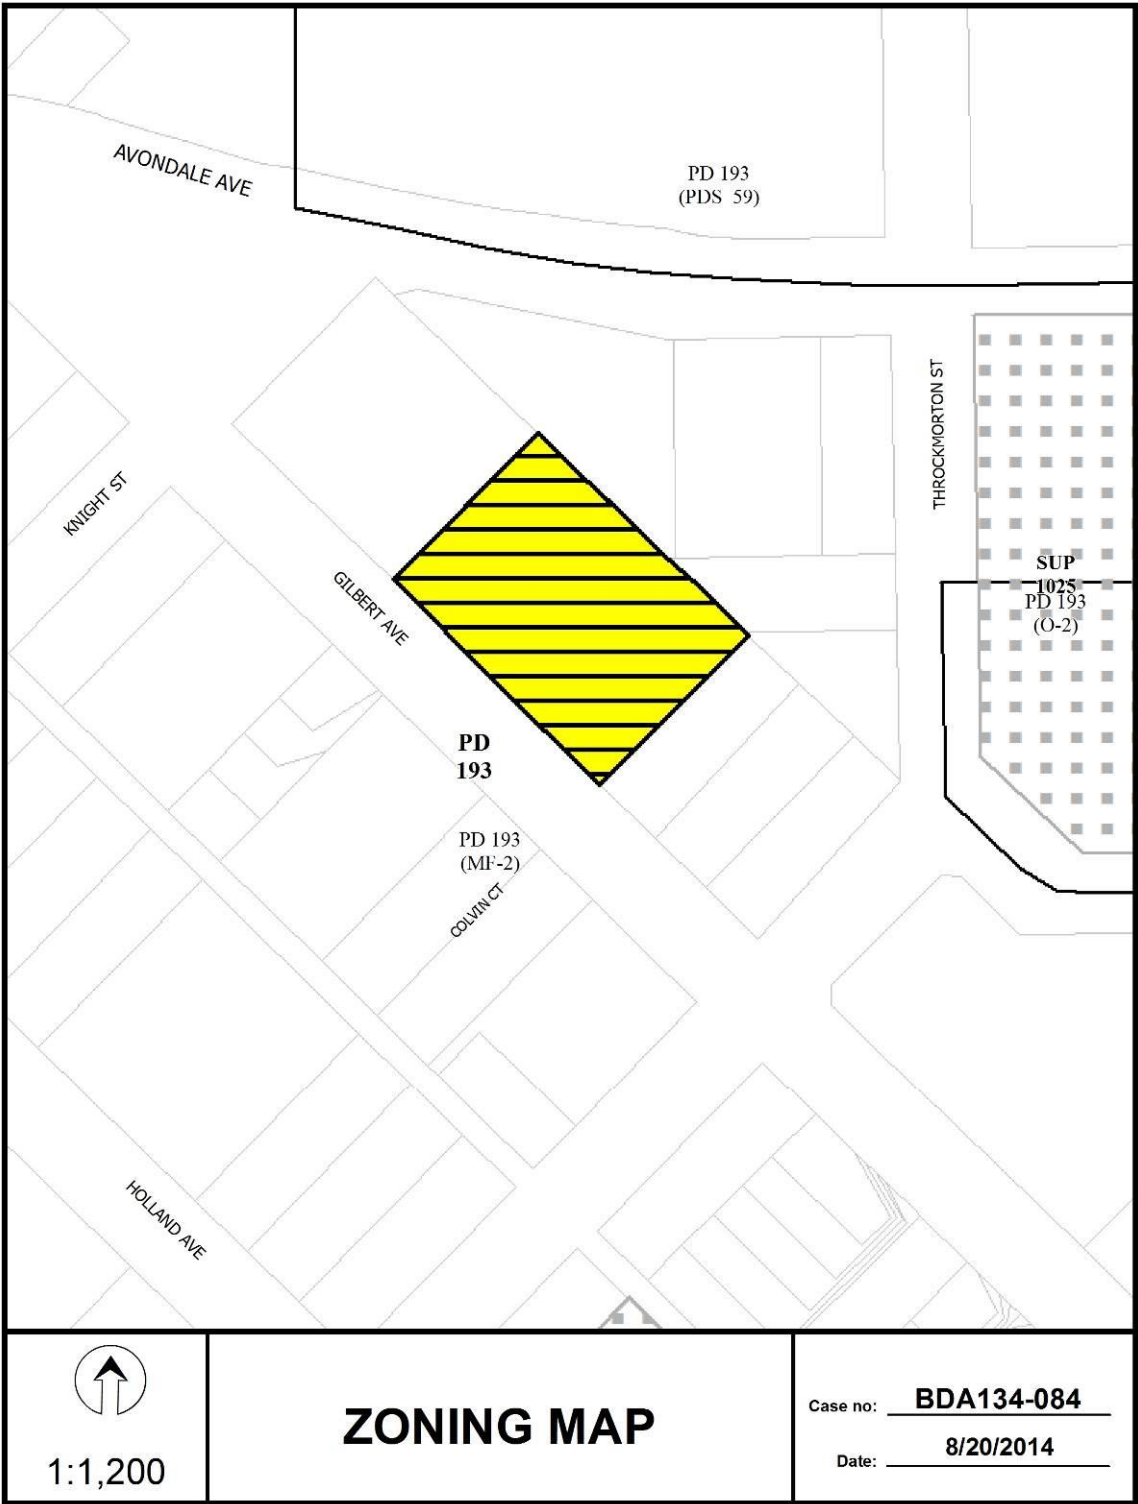 AVONDALE AVE
PD 193
(PDS 59)
THROCKMORTON ST
KNIGHT ST
GILBERT AVE
SUP
1025
PD 193
(O-2)
PD
193
PD 193
(MF-2)
COLVIN CT
HOLLAND AVE
1:1,200
ZONING MAP
Case no: BDA134-084
Date: 8/20/2014